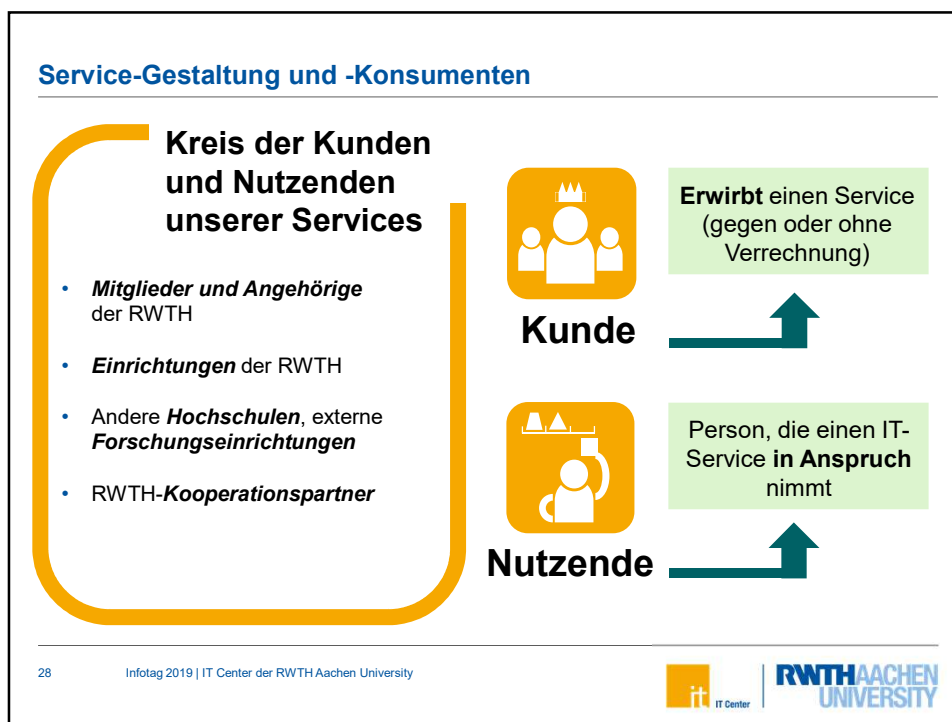 Service-Gestaltung und -Konsumenten
Kreis der Kunden
und Nutzenden
unserer Services
• Mitglieder und Angehörige
der RWTH
• Einrichtungen der RWTH
• Andere Hochschulen, externe
Forschungseinrichtungen
• RWTH-Kooperationspartner
Kunde
Erwirbt einen Service
(gegen oder ohne
Verrechnung)
Nutzende
Person, die einen IT-
Service in Anspruch
nimmt
28 Infotag 2019 | IT Center der RWTH Aachen University
it IT Center
RWTHAACHEN
UNIVERSITY